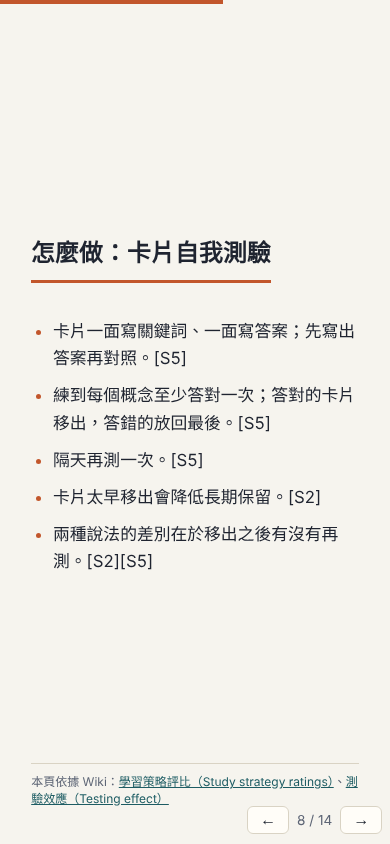 怎麼做：卡片自我測驗
卡片一面寫關鍵詞、一面寫答案；先寫出
答案再對照。[S5]
練到每個概念至少答對一次；答對的卡片
移出，答錯的放回最後。[S5]
隔天再測一次。[S5]
卡片太早移出會降低長期保留。[S2]
兩種說法的差別在於移出之後有沒有再
測。[S2][S5]
本頁依據 Wiki：學習策略評比（Study strategy ratings）、測
驗效應（Testing effect）
← 8 / 14 →